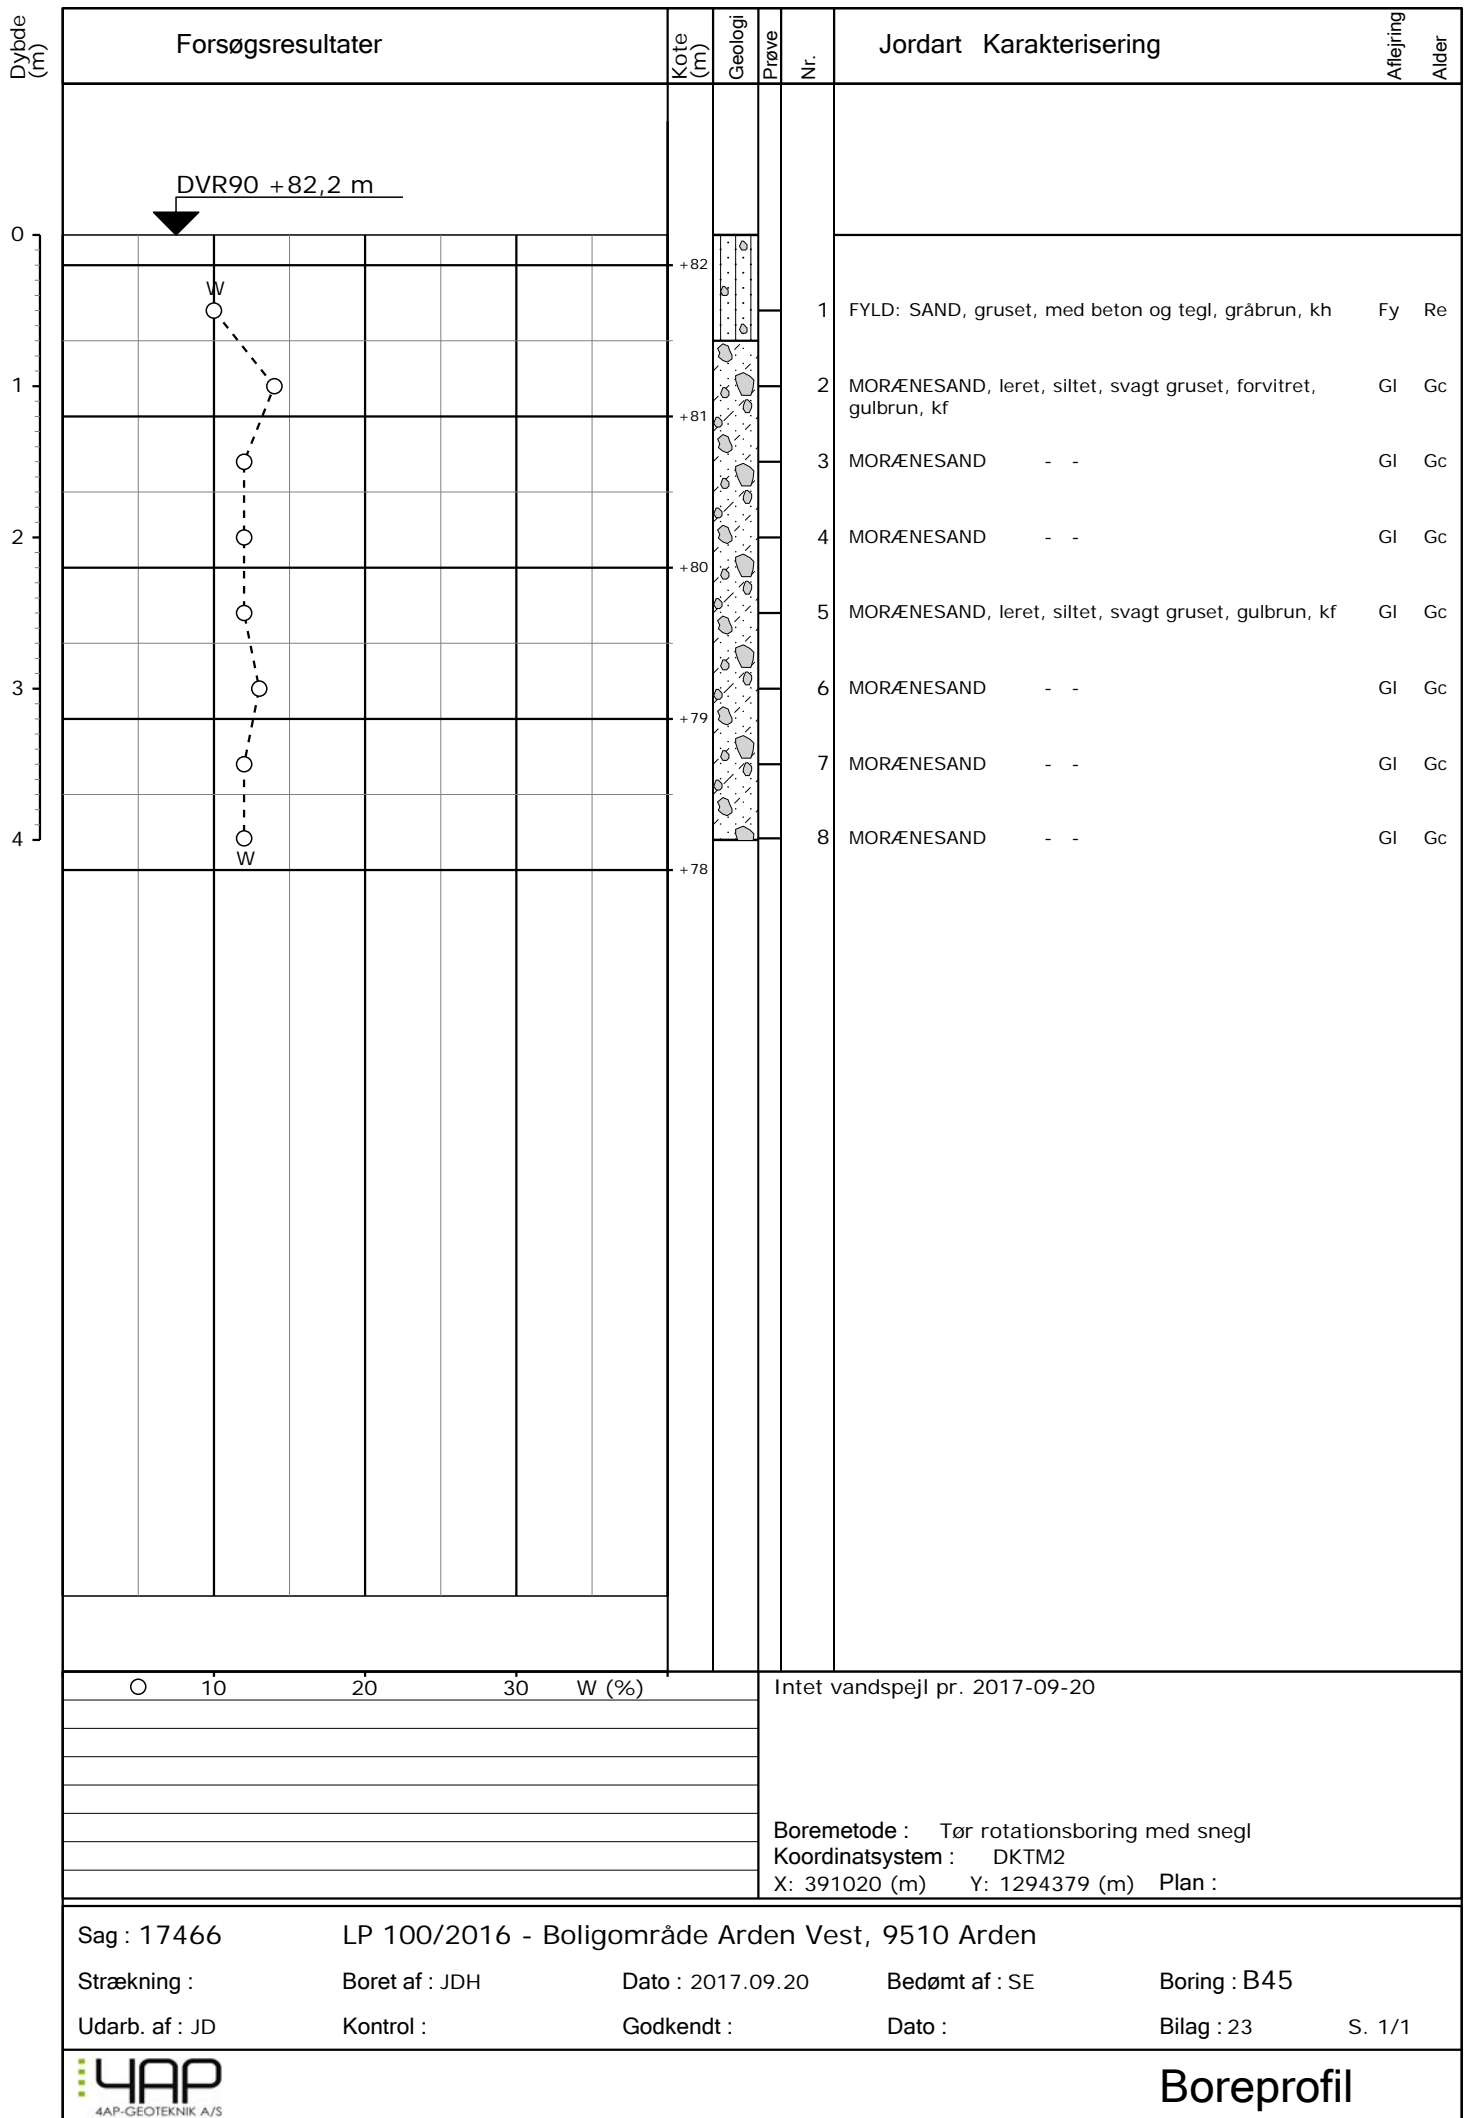 Dybde (m)
Forsøgsresultater
Kote (m)
Geologi
Prøve
Nr.
Jordart Karakterisering
Aflejring
Alder
DVR90 +82,2 m
0
+82
W
1 FYLD: SAND, gruset, med beton og tegl, gråbrun, kh Fy Re
1
2 MORÆNESAND, leret, siltet, svagt gruset, forvitret, Gl Gc
gulbrun, kf
+81
3 MORÆNESAND - - Gl Gc
2
4 MORÆNESAND - - Gl Gc
+80
5 MORÆNESAND, leret, siltet, svagt gruset, gulbrun, kf Gl Gc
3
6 MORÆNESAND - - Gl Gc
+79
7 MORÆNESAND - - Gl Gc
4
8 MORÆNESAND - - Gl Gc
W
+78
10 20 30 W (%)
Intet vandspejl pr. 2017-09-20
Boremetode : Tør rotationsboring med snegl
Koordinatsystem : DKTM2
X: 391020 (m) Y: 1294379 (m) Plan :
Sag : 17466 LP 100/2016 - Boligområde Arden Vest, 9510 Arden
Strækning : Boret af : JDH Dato : 2017.09.20 Bedømt af : SE Boring : B45
Udarb. af : JD Kontrol : Godkendt : Dato : Bilag : 23 S. 1/1
4AP
4AP-GEOTEKNIK A/S
Boreprofil